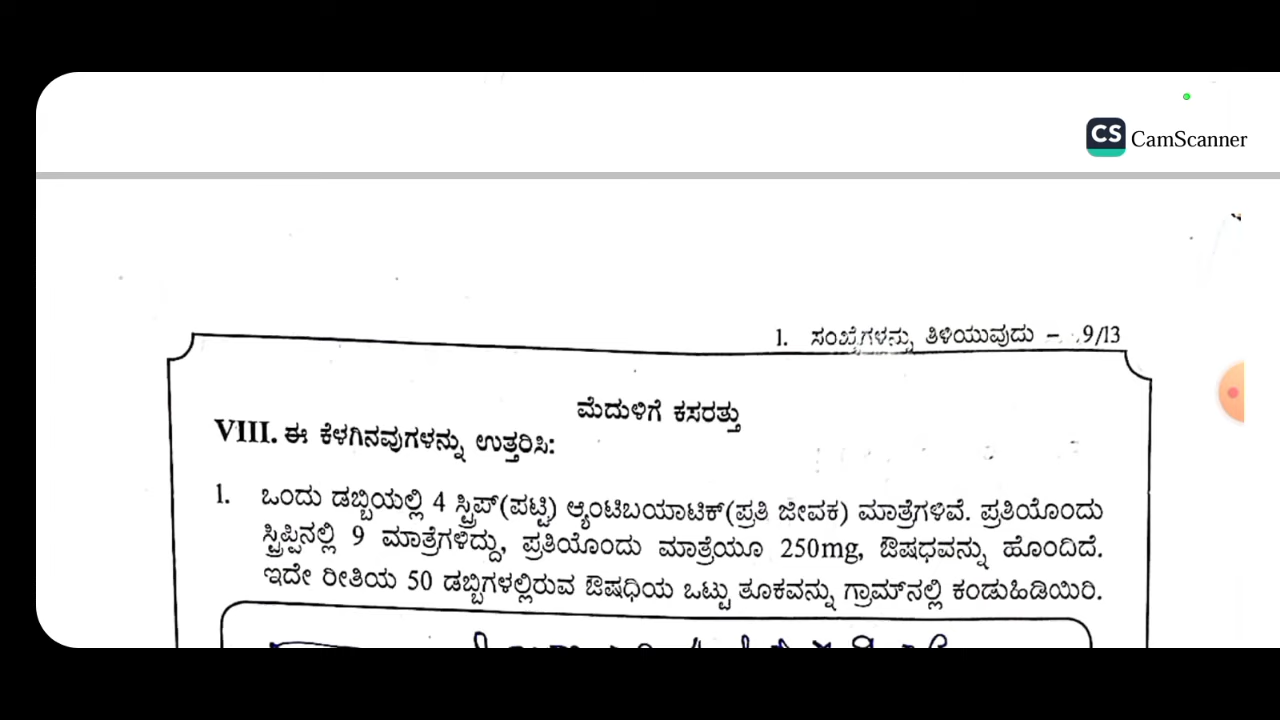 CS CamScanner
1. ಸಂಖ್ಯೆಗಳನ್ನು ತಿಳಿಯುವುದು – 9/13
ಮೆದುಳಿಗೆ ಕಸರತ್ತು
VIII. ಈ ಕೆಳಗಿನವುಗಳನ್ನು ಉತ್ತರಿಸಿ:
1. ಒಂದು ಡಬ್ಬಿಯಲ್ಲಿ 4 ಸ್ಟ್ರಿಪ್(ಪಟ್ಟಿ) ಆ್ಯಂಟಿಬಯಾಟಿಕ್(ಪ್ರತಿ ಜೀವಕ) ಮಾತ್ರೆಗಳಿವೆ. ಪ್ರತಿಯೊಂದು
ಸ್ಟ್ರಿಪ್ಪಿನಲ್ಲಿ 9 ಮಾತ್ರೆಗಳಿದ್ದು, ಪ್ರತಿಯೊಂದು ಮಾತ್ರೆಯೂ 250mg, ಔಷಧವನ್ನು ಹೊಂದಿದೆ.
ಇದೇ ರೀತಿಯ 50 ಡಬ್ಬಿಗಳಲ್ಲಿರುವ ಔಷಧಿಯ ಒಟ್ಟು ತೂಕವನ್ನು ಗ್ರಾಮ್‌ನಲ್ಲಿ ಕಂಡುಹಿಡಿಯಿರಿ.